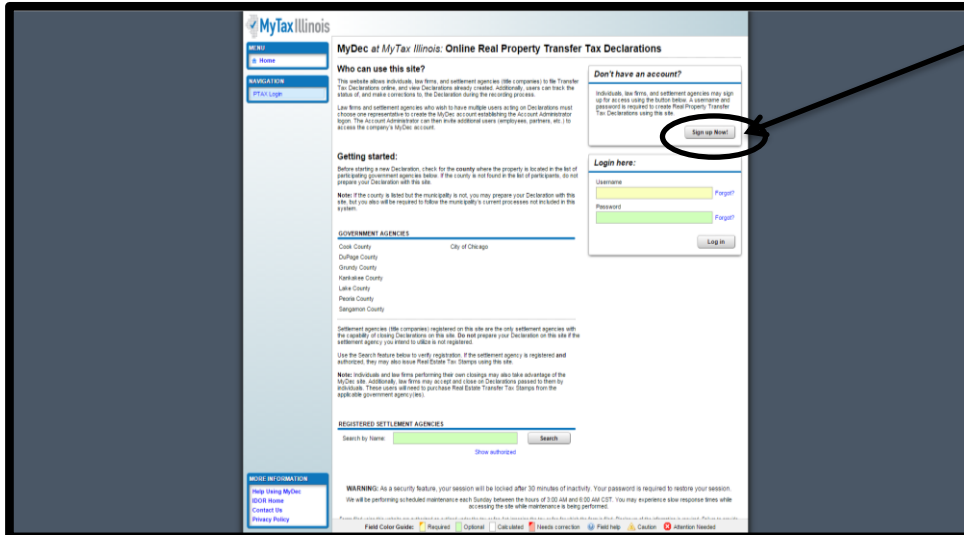 MyTax Illinois
MENU
Home
NAVIGATION
PTAX Login
MyDec at MyTax Illinois: Online Real Property Transfer Tax Declarations
Who can use this site?
This website allows individuals, law firms, and settlement agencies (title companies) to file Transfer
Tax Declarations online, and view Declarations already created. Additionally, users can track the
status of, and make corrections to, the Declaration during the recording process.
Law firms and settlement agencies who wish to have multiple users acting on Declarations must
choose one representative to create the MyDec account establishing the Account Administrator
logon. The Account Administrator can then invite additional users (employees, partners, etc.) to
access the company's MyDec account.
Getting started:
Before starting a new Declaration, check for the county where the property is located in the list of
participating government agencies below. If the county is not found in the list of participants, do not
prepare your Declaration with this site.
Note: If the county is listed but the municipality is not, you may prepare your Declaration with this
site, but you also will be required to follow the municipality's current processes not included in this
system.
GOVERNMENT AGENCIES
Cook County City of Chicago
DuPage County
Grundy County
Kankakee County
Lake County
Peoria County
Sangamon County
Settlement agencies (title companies) registered on this site are the only settlement agencies with
the capability of closing Declarations on this site. Do not prepare your Declaration on this site if the
settlement agency you intend to utilize is not registered.
Use the Search feature below to verify registration. If the settlement agency is registered and
authorized, they may also issue Real Estate Tax Stamps using this site.
Note: Individuals and law firms performing their own closings may also take advantage of the
MyDec site. Additionally, law firms may accept and close on Declarations passed to them by
individuals. These users will need to purchase Real Estate Transfer Tax Stamps from the
applicable government agency(ies).
REGISTERED SETTLEMENT AGENCIES
Search by Name: Search
Show authorized
Don't have an account?
Individuals, law firms, and settlement agencies may sign
up for access using the button below. A username and
password is required to create Real Property Transfer
Tax Declarations using this site.
Sign up Now!
Login here:
Username
Forgot?
Password
Forgot?
Log in
MORE INFORMATION
Help Using MyDec
IDOR Home
Contact Us
Privacy Policy
WARNING: As a security feature, your session will be locked after 30 minutes of inactivity. Your password is required to restore your session.
We will be performing scheduled maintenance each Sunday between the hours of 3:00 AM and 6:00 AM CST. You may experience slow response times while
accessing the site while maintenance is being performed.
Field Color Guide: Required Optional Calculated Needs correction Field help Caution Attention Needed